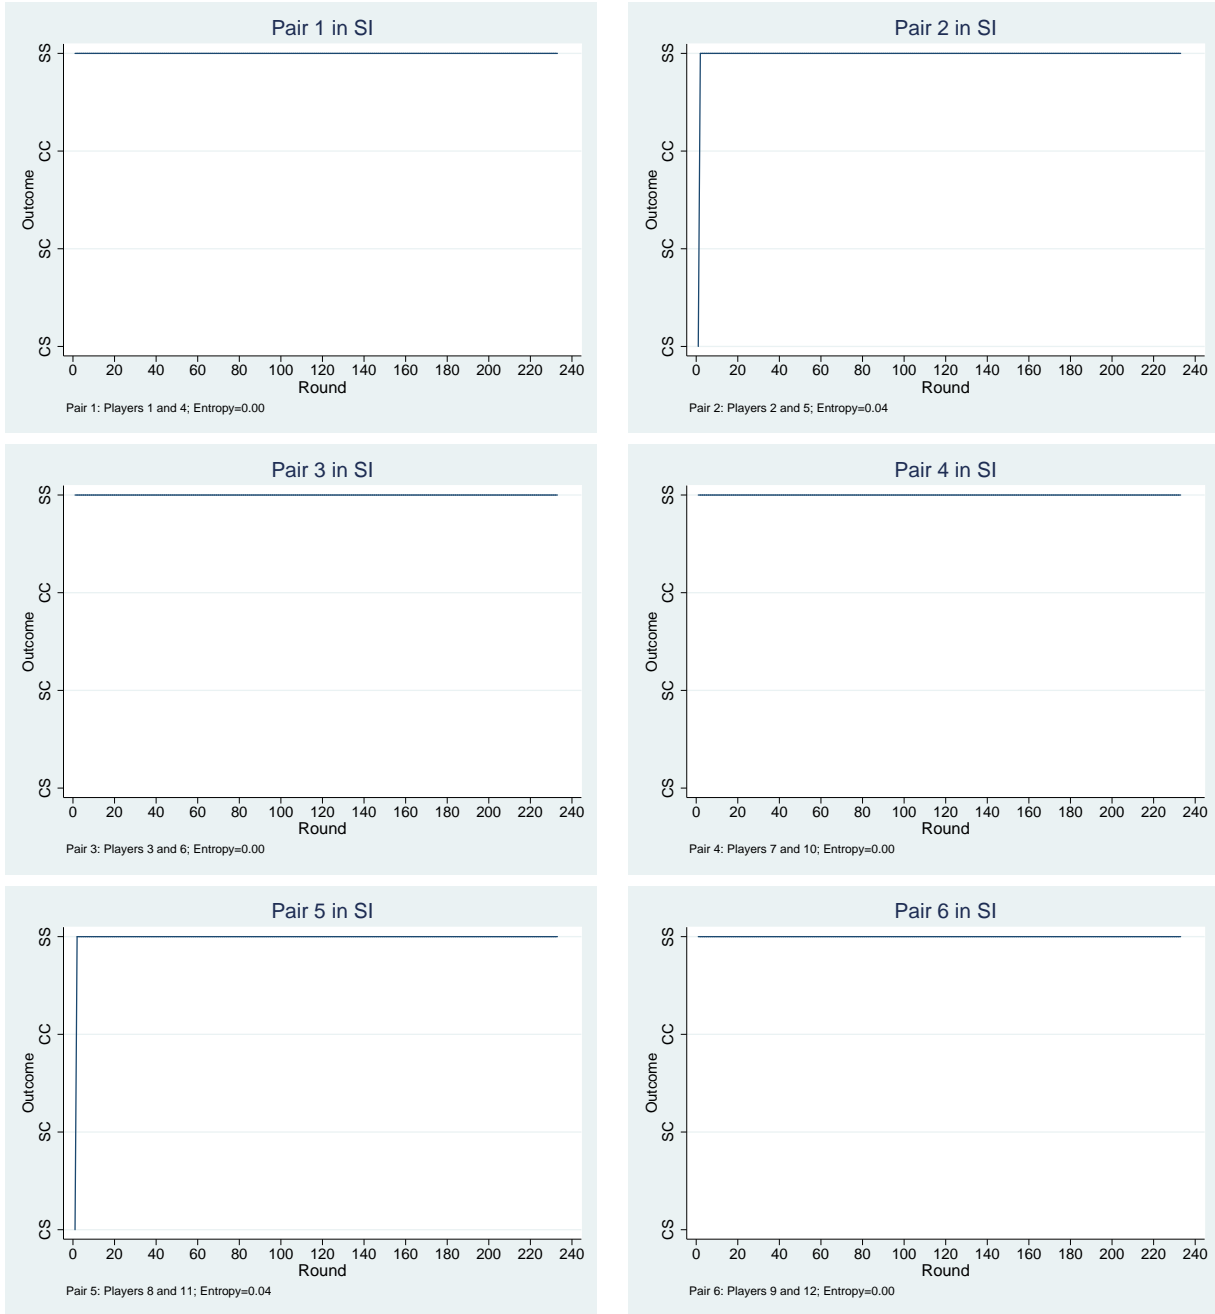 Pair 1 in SI
Outcome
SS
CC
SC
CS
0 20 40 60 80 100 120 140 160 180 200 220 240
Round
Pair 1: Players 1 and 4; Entropy=0.00
Pair 2 in SI
Outcome
SS
CC
SC
CS
0 20 40 60 80 100 120 140 160 180 200 220 240
Round
Pair 2: Players 2 and 5; Entropy=0.04
Pair 3 in SI
Outcome
SS
CC
SC
CS
0 20 40 60 80 100 120 140 160 180 200 220 240
Round
Pair 3: Players 3 and 6; Entropy=0.00
Pair 4 in SI
Outcome
SS
CC
SC
CS
0 20 40 60 80 100 120 140 160 180 200 220 240
Round
Pair 4: Players 7 and 10; Entropy=0.00
Pair 5 in SI
Outcome
SS
CC
SC
CS
0 20 40 60 80 100 120 140 160 180 200 220 240
Round
Pair 5: Players 8 and 11; Entropy=0.04
Pair 6 in SI
Outcome
SS
CC
SC
CS
0 20 40 60 80 100 120 140 160 180 200 220 240
Round
Pair 6: Players 9 and 12; Entropy=0.00